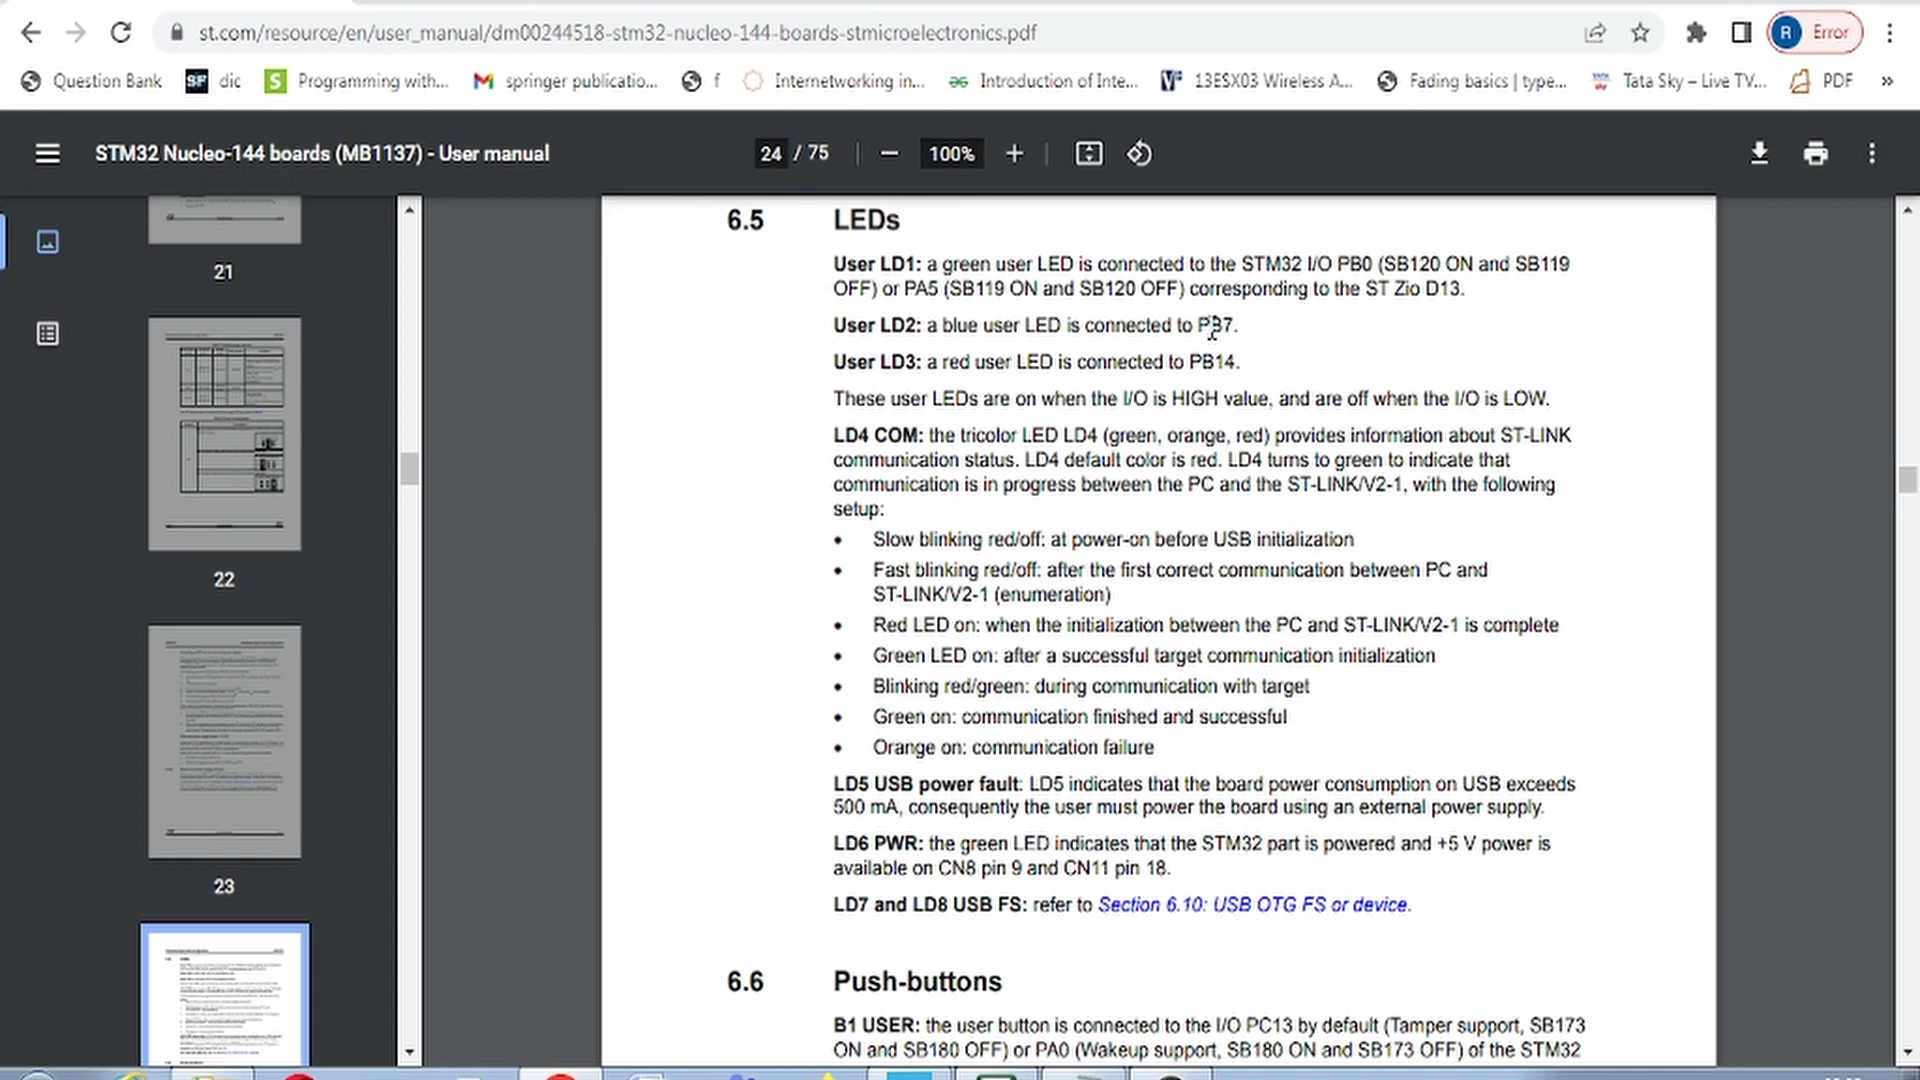 st.com/resource/en/user_manual/dm00244518-stm32-nucleo-144-boards-stmicroelectronics.pdf
R Error
Question Bank SiF dic S Programming with... springer publicatio... f Internetworking in... Introduction of Inte... 13ESX03 Wireless A... Fading basics | type... Tata Sky – Live TV... PDF »
STM32 Nucleo-144 boards (MB1137) - User manual 24 / 75 100%
21
22
23
6.5 LEDs
User LD1: a green user LED is connected to the STM32 I/O PB0 (SB120 ON and SB119
OFF) or PA5 (SB119 ON and SB120 OFF) corresponding to the ST Zio D13.
User LD2: a blue user LED is connected to PB7.
User LD3: a red user LED is connected to PB14.
These user LEDs are on when the I/O is HIGH value, and are off when the I/O is LOW.
LD4 COM: the tricolor LED LD4 (green, orange, red) provides information about ST-LINK
communication status. LD4 default color is red. LD4 turns to green to indicate that
communication is in progress between the PC and the ST-LINK/V2-1, with the following
setup:
• Slow blinking red/off: at power-on before USB initialization
• Fast blinking red/off: after the first correct communication between PC and
ST-LINK/V2-1 (enumeration)
• Red LED on: when the initialization between the PC and ST-LINK/V2-1 is complete
• Green LED on: after a successful target communication initialization
• Blinking red/green: during communication with target
• Green on: communication finished and successful
• Orange on: communication failure
LD5 USB power fault: LD5 indicates that the board power consumption on USB exceeds
500 mA, consequently the user must power the board using an external power supply.
LD6 PWR: the green LED indicates that the STM32 part is powered and +5 V power is
available on CN8 pin 9 and CN11 pin 18.
LD7 and LD8 USB FS: refer to Section 6.10: USB OTG FS or device.
6.6 Push-buttons
B1 USER: the user button is connected to the I/O PC13 by default (Tamper support, SB173
ON and SB180 OFF) or PA0 (Wakeup support, SB180 ON and SB173 OFF) of the STM32